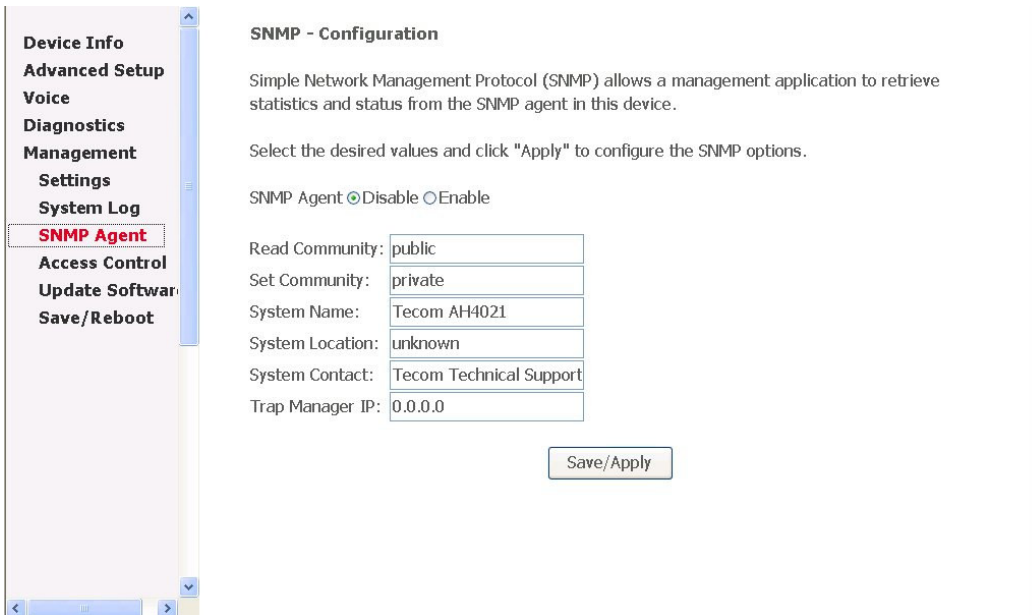 Device Info
Advanced Setup
Voice
Diagnostics
Management
Settings
System Log
SNMP Agent
Access Control
Update Softwar
Save/Reboot
SNMP - Configuration
Simple Network Management Protocol (SNMP) allows a management application to retrieve
statistics and status from the SNMP agent in this device.
Select the desired values and click "Apply" to configure the SNMP options.
SNMP Agent Disable Enable
Read Community: public
Set Community: private
System Name: Tecom AH4021
System Location: unknown
System Contact: Tecom Technical Support
Trap Manager IP: 0.0.0.0
Save/Apply